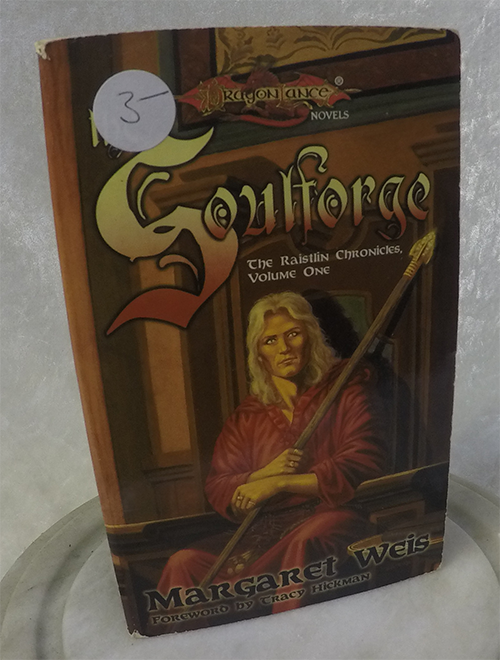 3-
DRAGONLANCE®
NOVELS
Soulforge
The Raistlin Chronicles,
Volume One
Margaret Weis
Foreword by Tracy Hickman